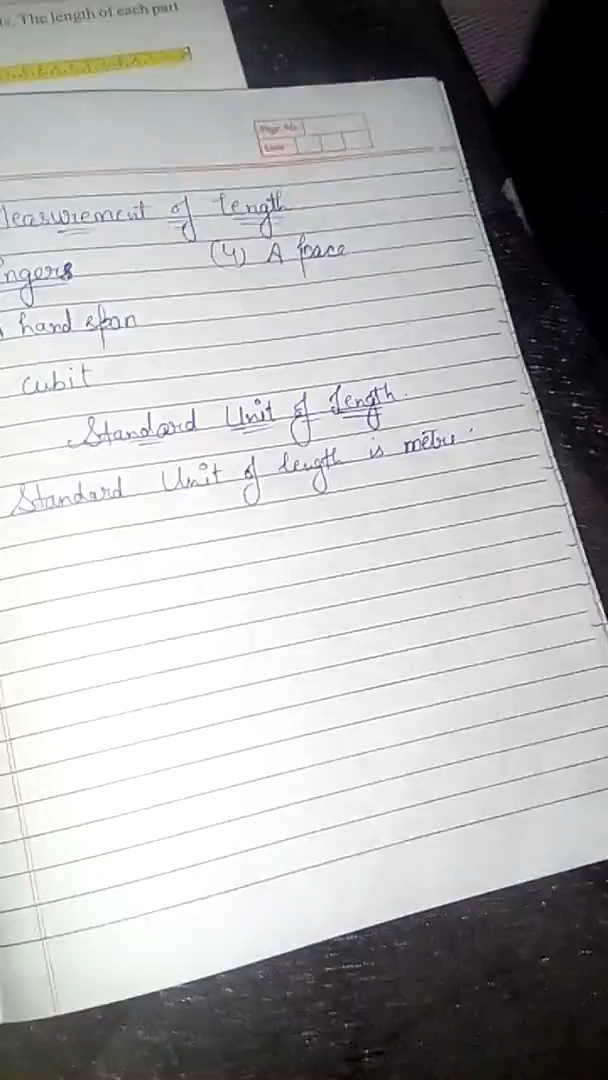 The length of each part
Page No.
Date
Measurement of length
ngers (4) A pace
hand span
cubit
Standard Unit of Length.
Standard Unit of length is metre.